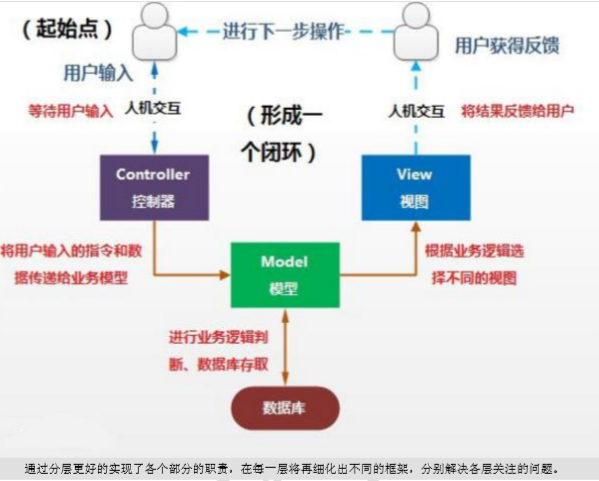 （起始点）
进行下一步操作
用户输入
用户获得反馈
等待用户输入
人机交互
（形成一
个闭环）
人机交互
将结果反馈给用户
Controller
控制器
View
视图
将用户输入的指令和数
据传递给业务模型
Model
模型
根据业务逻辑选
择不同的视图
进行业务逻辑判
断、数据库存取
数据库
通过分层更好的实现了各个部分的职责，在每一层将再细化出不同的框架，分别解决各层关注的问题。